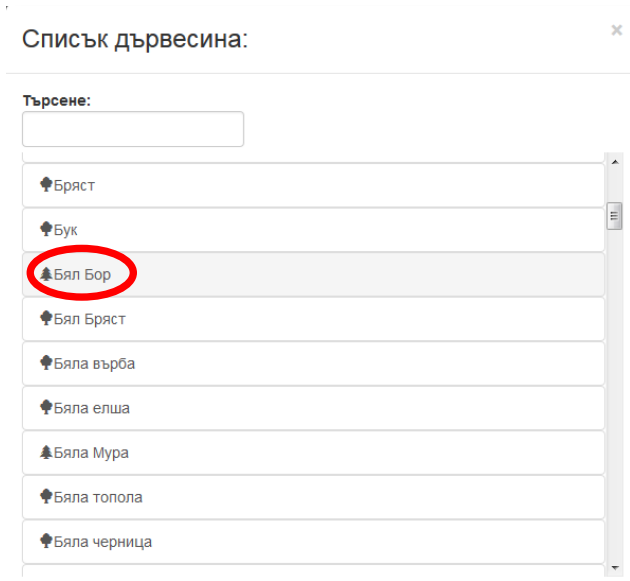 Списък дървесина:
×
Търсене:
Бряст
Бук
Бял Бор
Бял Бряст
Бяла върба
Бяла елша
Бяла Мура
Бяла топола
Бяла черница